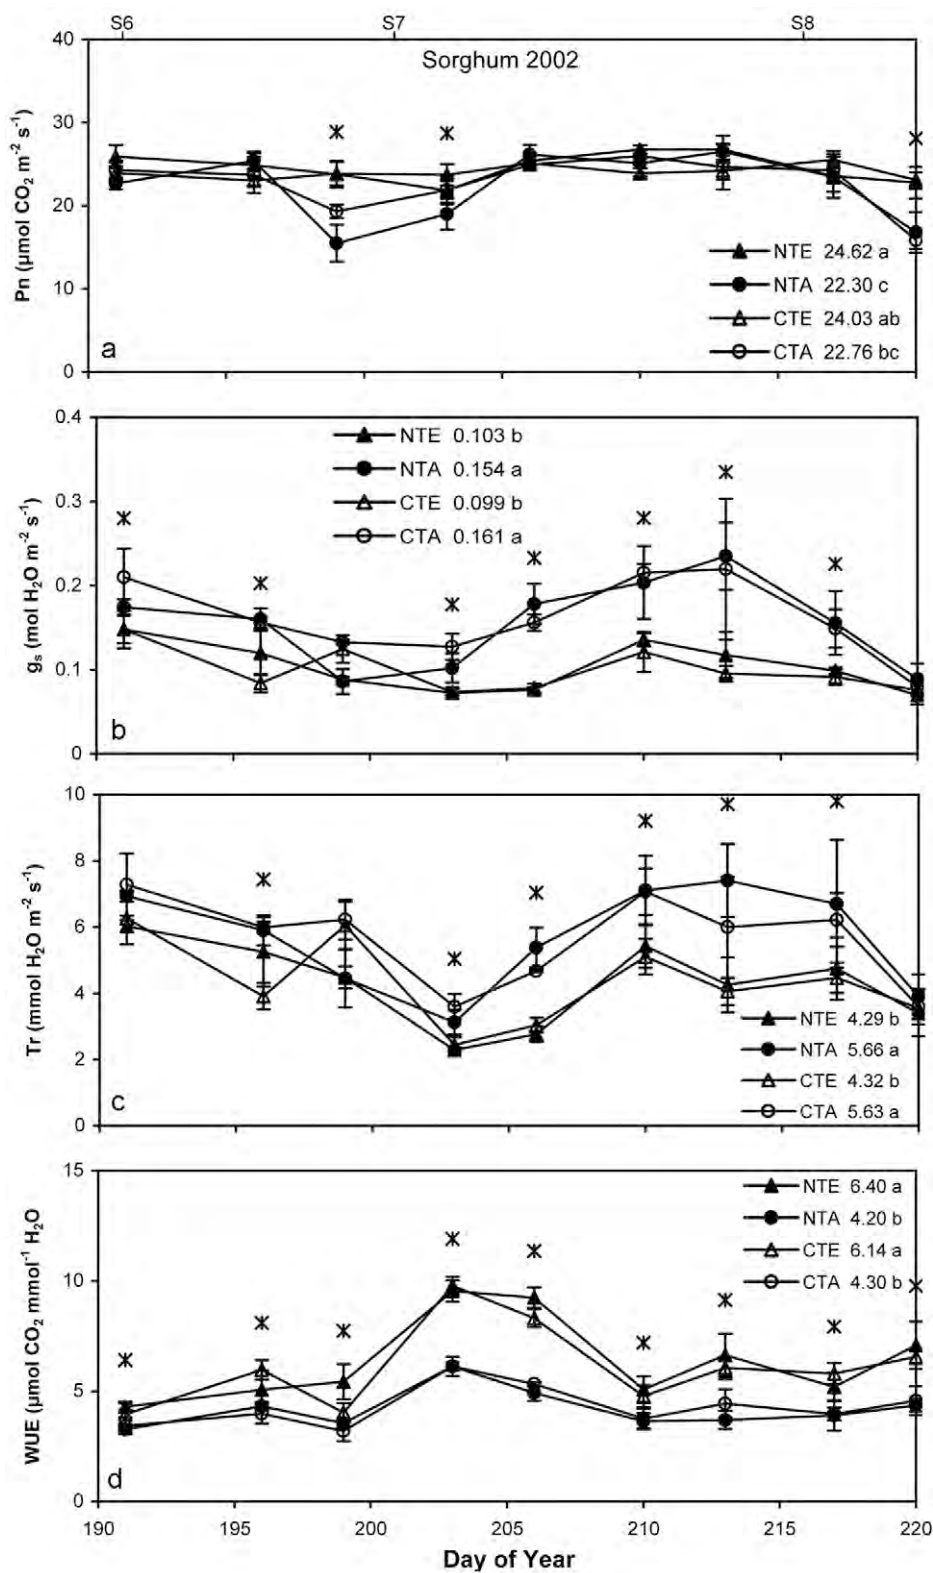 S6 S7 S8
Sorghum 2002
40
30
20
10
0
Pn (µmol CO₂ m⁻² s⁻¹)
NTE 24.62 a
NTA 22.30 c
CTE 24.03 ab
CTA 22.76 bc
a
0.4
0.3
0.2
0.1
0
gₛ (mol H₂O m⁻² s⁻¹)
NTE 0.103 b
NTA 0.154 a
CTE 0.099 b
CTA 0.161 a
b
10
8
6
4
2
0
Tr (mmol H₂O m⁻² s⁻¹)
NTE 4.29 b
NTA 5.66 a
CTE 4.32 b
CTA 5.63 a
c
15
10
5
0
WUE (µmol CO₂ mmol⁻¹ H₂O
NTE 6.40 a
NTA 4.20 b
CTE 6.14 a
CTA 4.30 b
d
190 195 200 205 210 215 220
Day of Year